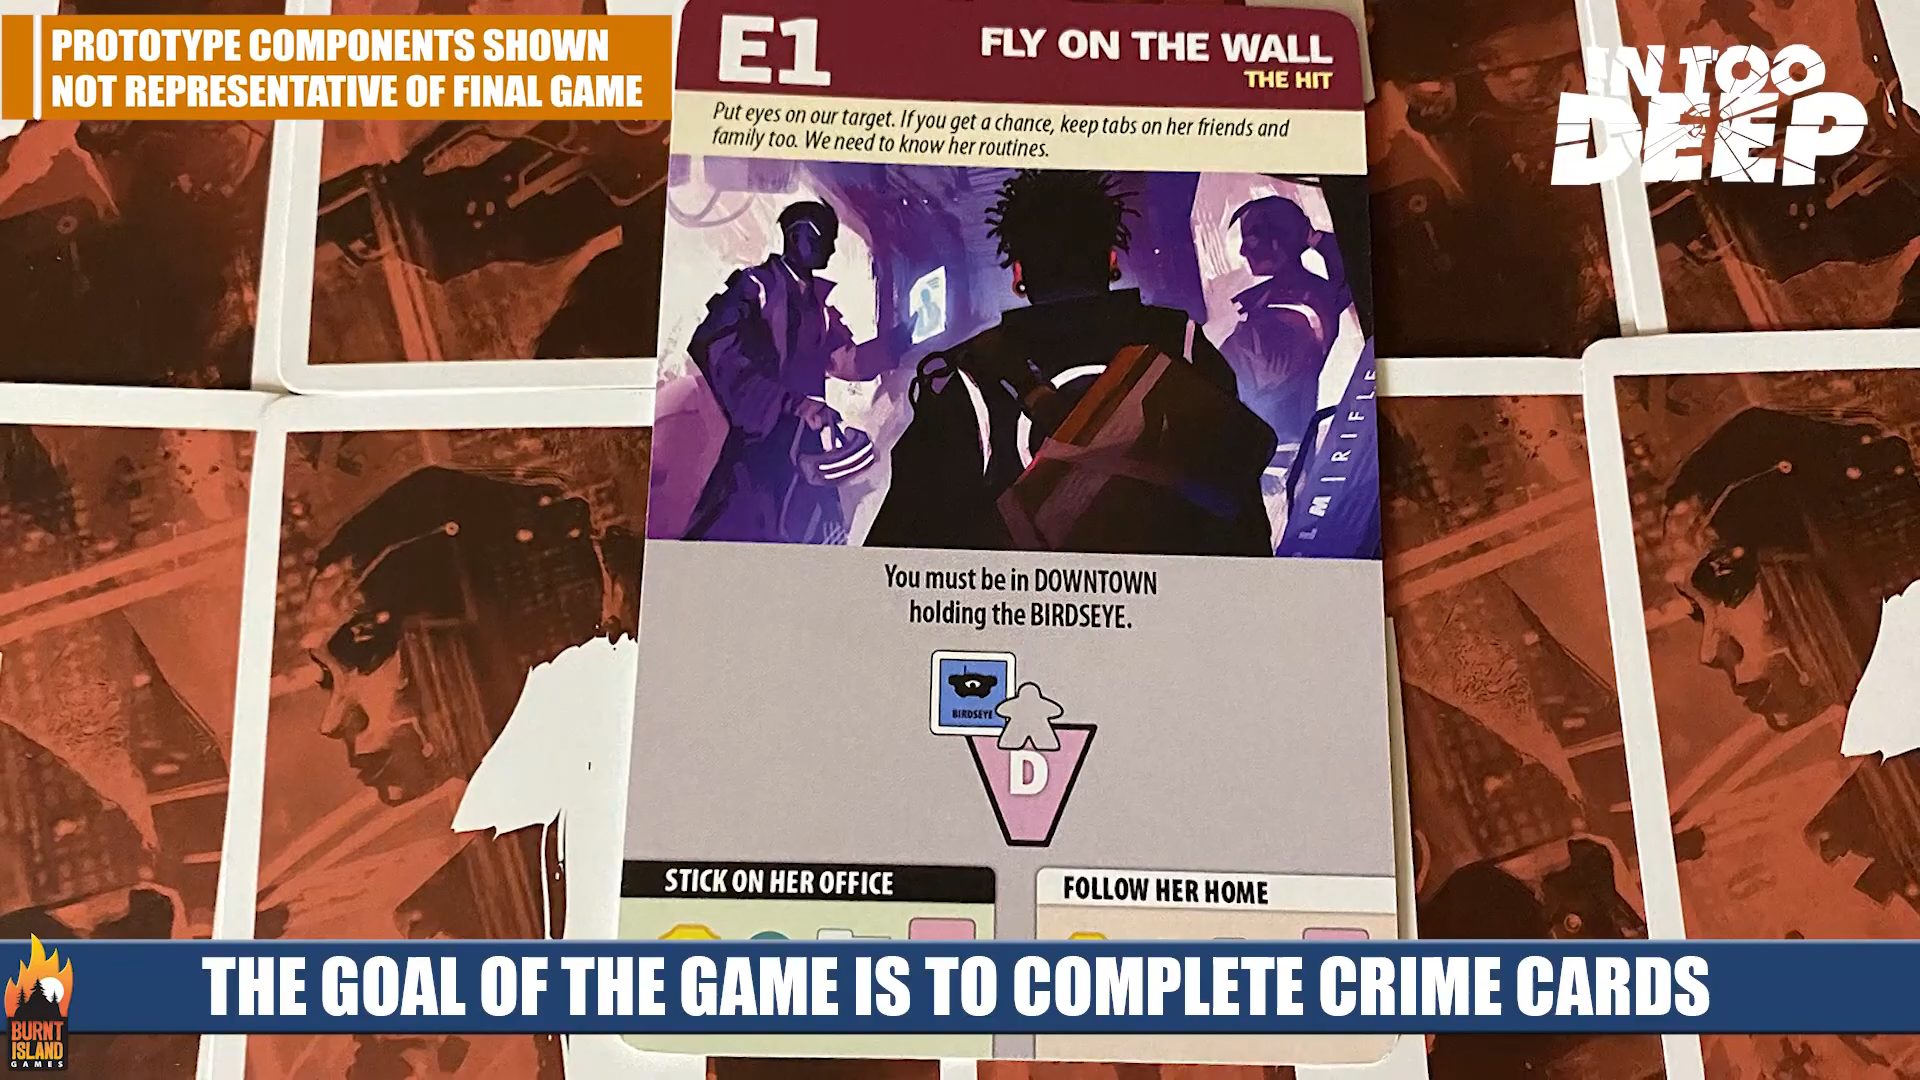 PROTOTYPE COMPONENTS SHOWN
NOT REPRESENTATIVE OF FINAL GAME
IN TOO
DEEP
E1
FLY ON THE WALL
THE HIT
Put eyes on our target. If you get a chance, keep tabs on her friends and
family too. We need to know her routines.
You must be in DOWNTOWN
holding the BIRDSEYE.
BIRDSEYE
D
STICK ON HER OFFICE
FOLLOW HER HOME
THE GOAL OF THE GAME IS TO COMPLETE CRIME CARDS
BURNT
ISLAND
GAMES